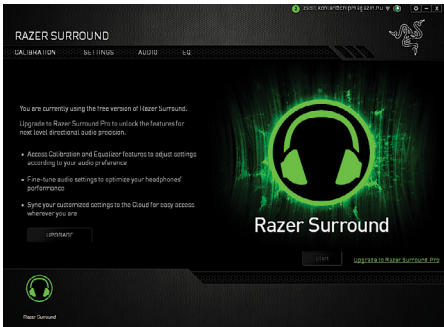 RAZER SURROUND
CALIBRATION SETTINGS AUDIO EQ
You are currently using the free version of Razer Surround.
Upgrade to Razer Surround Pro to unlock the features for
next level directional audio precision.
• Access Calibration and Equalizer features to adjust settings
according to your audio preference
• Fine-tune audio settings to optimize your headphones'
performance
• Sync your customized settings to the Cloud for easy access
wherever you are
UPGRADE
Razer Surround
Start
Upgrade to Razer Surround Pro
Razer Surround